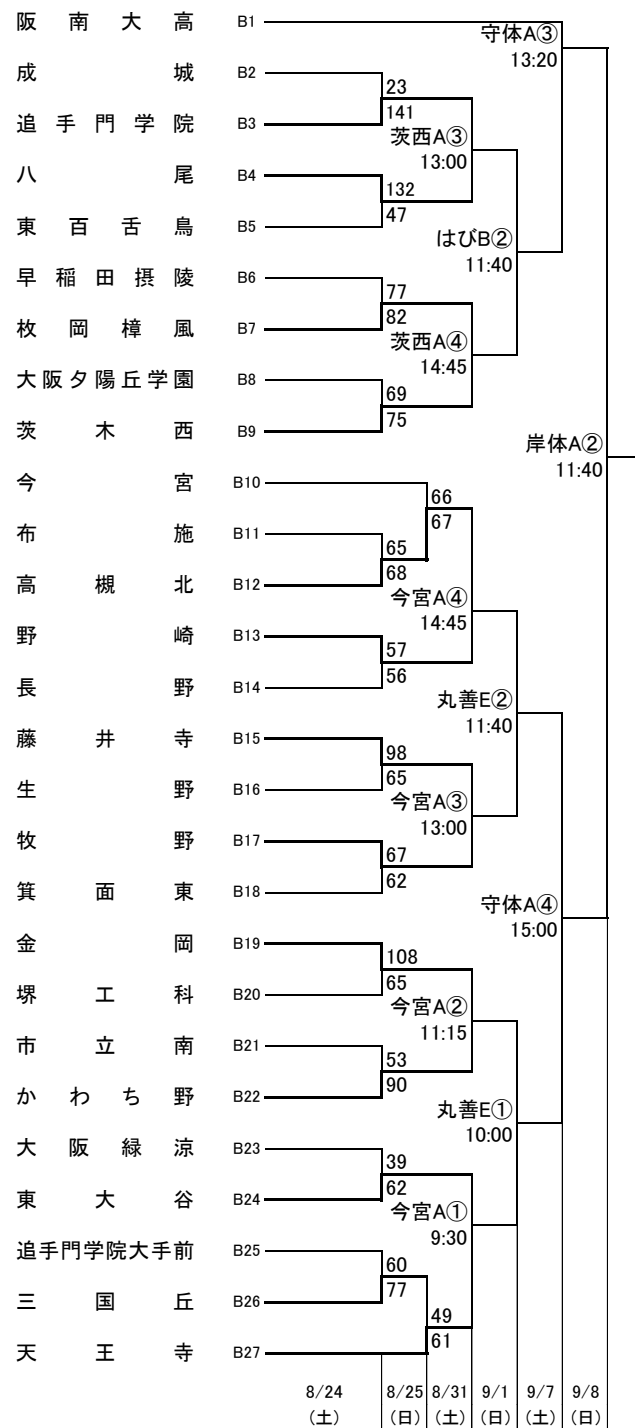 阪南大高 B1
守体A③
13:20
成城 B2
23
追手門学院 B3
141
茨西A③
13:00
八尾 B4
132
東百舌鳥 B5
47
はびB②
11:40
早稲田摂陵 B6
77
枚岡樟風 B7
82
茨西A④
14:45
大阪夕陽丘学園 B8
69
茨木西 B9
75
岸体A②
11:40
今宮 B10
66
67
布施 B11
65
高槻北 B12
68
今宮A④
14:45
野崎 B13
57
長野 B14
56
丸善E②
11:40
藤井寺 B15
98
生野 B16
65
今宮A③
13:00
牧野 B17
67
箕面東 B18
62
守体A④
15:00
金岡 B19
108
堺工科 B20
65
今宮A②
11:15
市立南 B21
53
かわち野 B22
90
丸善E①
10:00
大阪緑涼 B23
39
東大谷 B24
62
今宮A①
9:30
追手門学院大手前 B25
60
三国丘 B26
77
49
天王寺 B27
61
8/24 8/25 8/31 9/1 9/7 9/8
(土) (日) (土) (日) (土) (日)